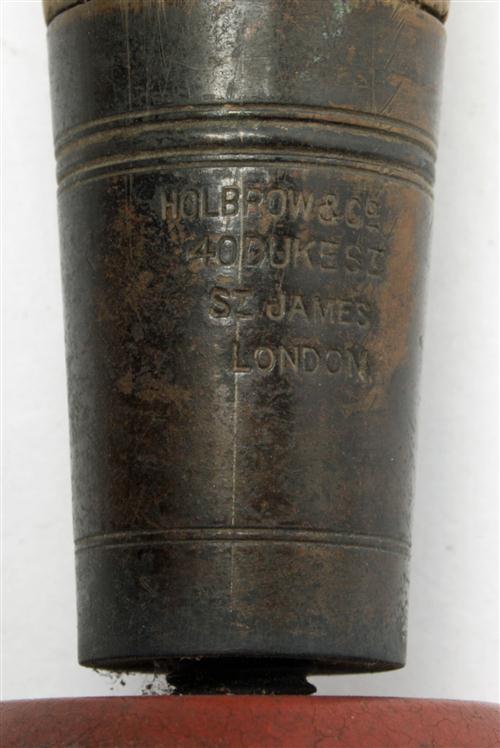 HOLBROW & Co
40 DUKE ST
ST JAMES
LONDON